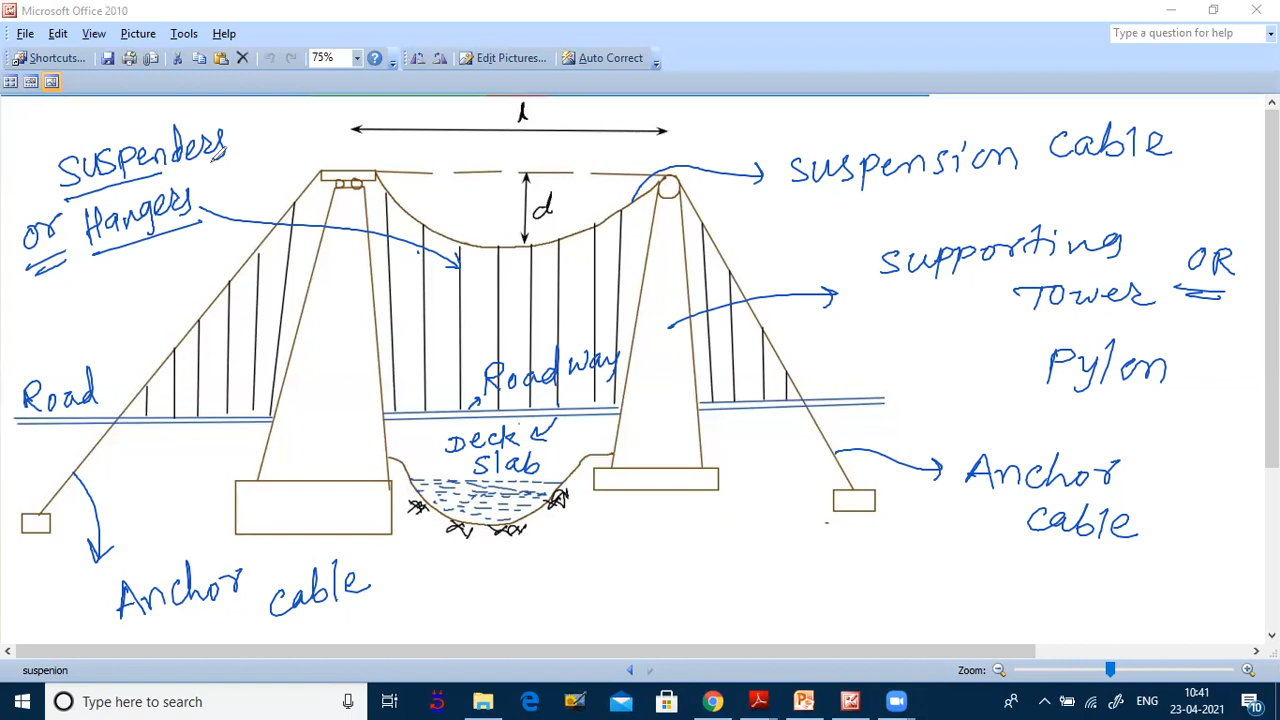 Microsoft Office 2010
File Edit View Picture Tools Help
Type a question for help
Shortcuts...
75%
Edit Pictures...
Auto Correct
l
suspenders
or Hangers
d
suspension cable
supporting
Tower OR
Pylon
Road
Roadway
Deck
slab
Anchor
cable
Anchor cable
suspenion
Zoom:
Type here to search
ENG
10:41
23-04-2021
10